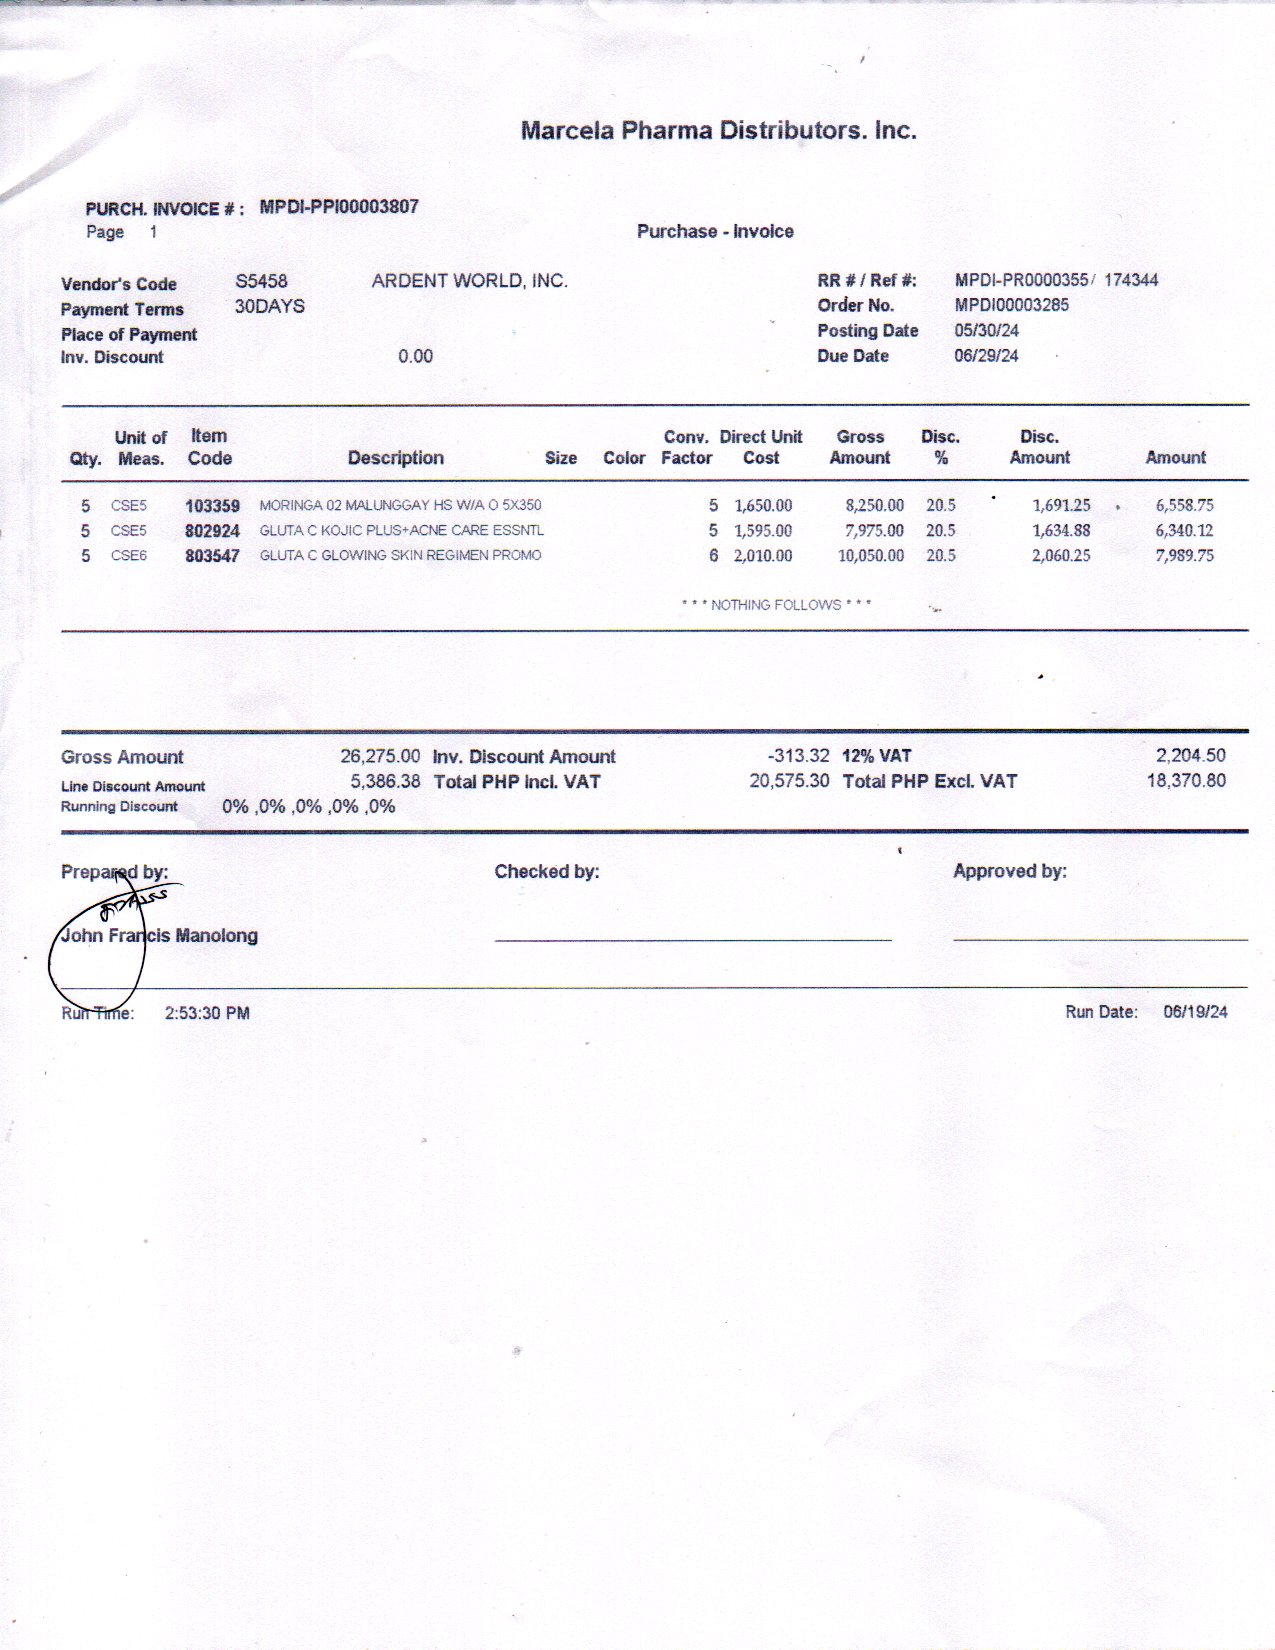 Marcela Pharma Distributors. Inc.
PURCH. INVOICE # : MPDI-PPI00003807
Page 1
Purchase - Invoice
Vendor's Code S5458 ARDENT WORLD, INC. RR # / Ref #: MPDI-PR0000355/ 174344
Payment Terms 30DAYS Order No. MPDI00003285
Place of Payment Posting Date 05/30/24
Inv. Discount 0.00 Due Date 06/29/24
Unit of Item Conv. Direct Unit Gross Disc. Disc.
Qty. Meas. Code Description Size Color Factor Cost Amount % Amount Amount
5 CSE5 103359 MORINGA 02 MALUNGGAY HS W/A O 5X350 5 1,650.00 8,250.00 20.5 1,691.25 6,558.75
5 CSE5 802924 GLUTA C KOJIC PLUS+ACNE CARE ESSNTL 5 1,595.00 7,975.00 20.5 1,634.88 6,340.12
5 CSE6 803547 GLUTA C GLOWING SKIN REGIMEN PROMO 6 2,010.00 10,050.00 20.5 2,060.25 7,989.75
* * * NOTHING FOLLOWS * * *
Gross Amount 26,275.00 Inv. Discount Amount -313.32 12% VAT 2,204.50
Line Discount Amount 5,386.38 Total PHP Incl. VAT 20,575.30 Total PHP Excl. VAT 18,370.80
Running Discount 0% ,0% ,0% ,0% ,0%
Prepared by: Checked by: Approved by:
John Francis Manolong
Run Time: 2:53:30 PM Run Date: 06/19/24